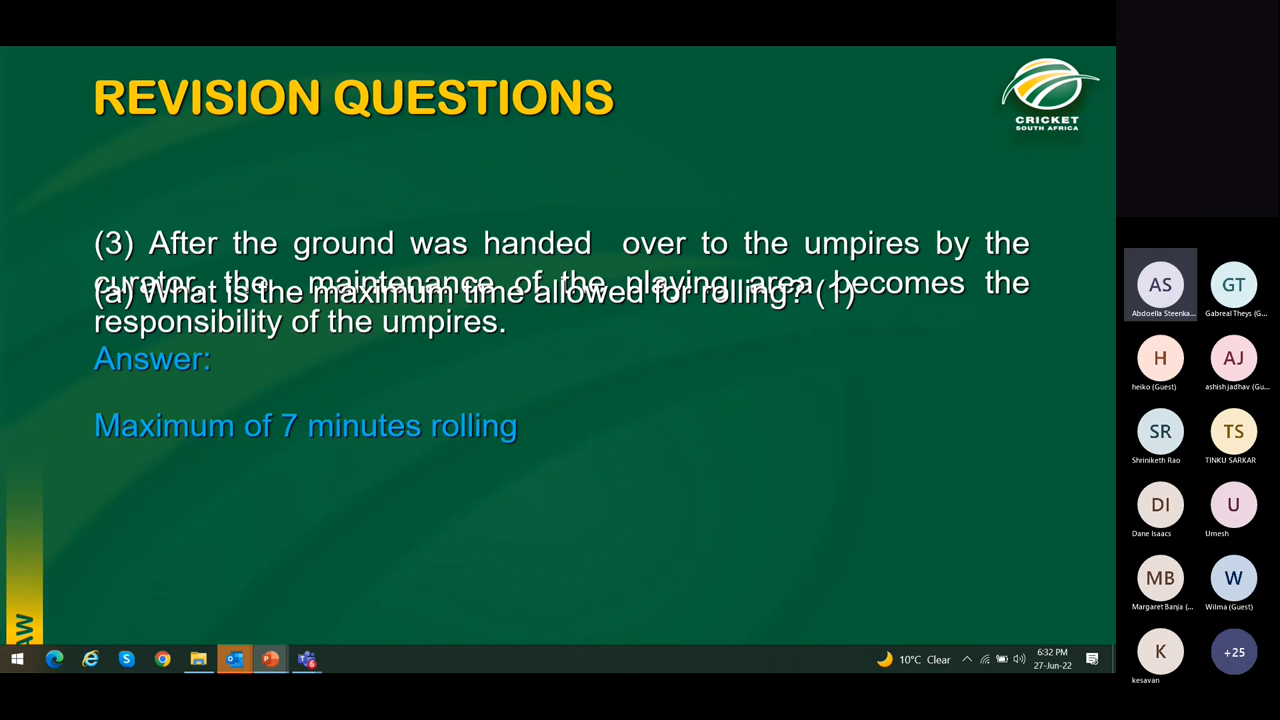 REVISION QUESTIONS
CRICKET
SOUTH AFRICA
(3) After the ground was handed over to the umpires by the
curator, the maintenance of the playing area becomes the
(a) What is the maximum time allowed for rolling? (1)
responsibility of the umpires.
Answer:
Maximum of 7 minutes rolling
AW
10°C Clear
6:32 PM
27-Jun-22
AS
Abdoella Steenka...
GT
Gabreal Theys (G...
H
heiko (Guest)
AJ
ashish jadhav (Gu...
SR
Shriniketh Rao
TS
TINKU SARKAR
DI
Dane Isaacs
U
Umesh
MB
Margaret Banja (...
W
Wilma (Guest)
K
kesavan
+25